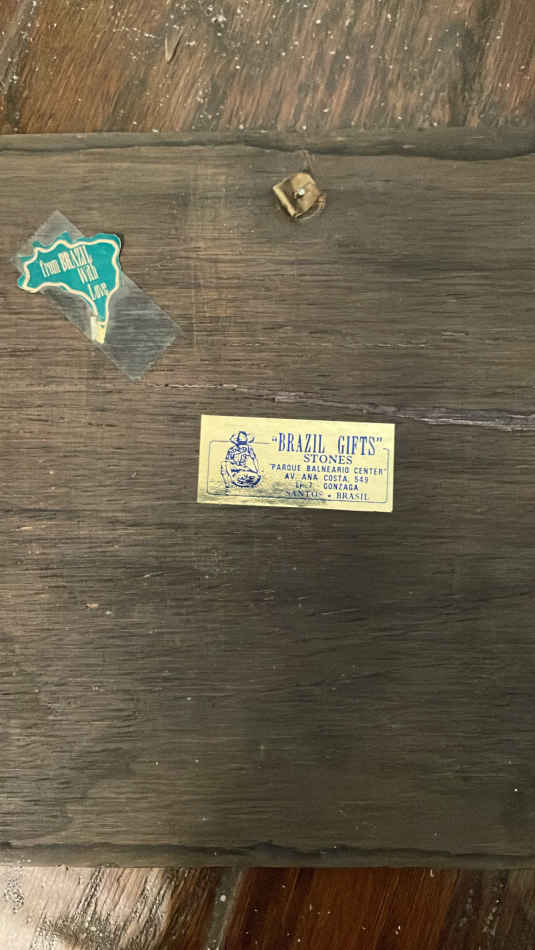 from BRAZIL
With
Love
"BRAZIL GIFTS"
STONES
"PARQUE BALNEARIO CENTER"
AV. ANA COSTA, 549
GONZAGA
SANTOS • BRASIL